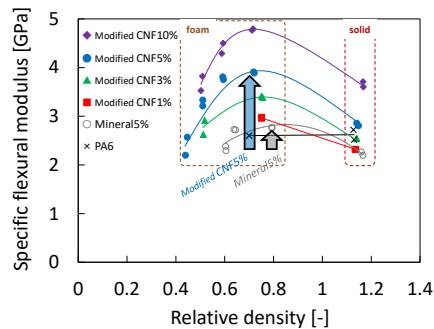 Specific flexural modulus [GPa]
5
4
3
2
1
0
foam
solid
Modified CNF10%
Modified CNF5%
Modified CNF3%
Modified CNF1%
Mineral5%
PA6
Modified CNF5%
Mineral5%
0 0.2 0.4 0.6 0.8 1 1.2 1.4
Relative density [-]